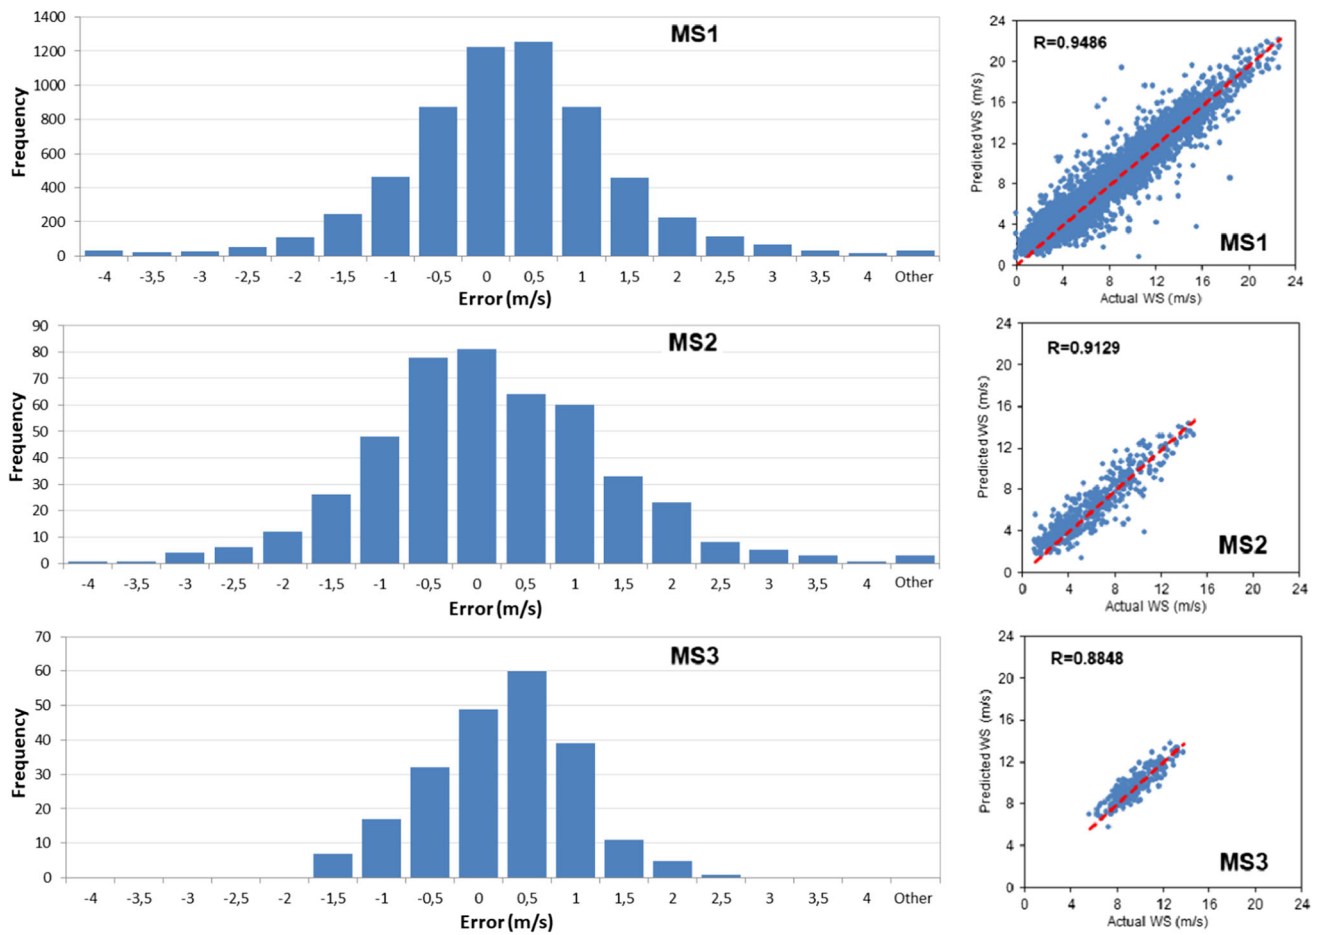 MS1
Frequency
1400
1200
1000
800
600
400
200
0
-4 -3,5 -3 -2,5 -2 -1,5 -1 -0,5 0 0,5 1 1,5 2 2,5 3 3,5 4 Other
Error (m/s)
R=0.9486
Predicted WS (m/s)
24
20
16
12
8
4
0
MS1
0 4 8 12 16 20 24
Actual WS (m/s)
MS2
Frequency
90
80
70
60
50
40
30
20
10
0
-4 -3,5 -3 -2,5 -2 -1,5 -1 -0,5 0 0,5 1 1,5 2 2,5 3 3,5 4 Other
Error (m/s)
R=0.9129
Predicted WS (m/s)
24
20
16
12
8
4
0
MS2
0 4 8 12 16 20 24
Actual WS (m/s)
MS3
Frequency
70
60
50
40
30
20
10
0
-4 -3,5 -3 -2,5 -2 -1,5 -1 -0,5 0 0,5 1 1,5 2 2,5 3 3,5 4 Other
Error (m/s)
R=0.8848
Predicted WS (m/s)
24
20
16
12
8
4
0
MS3
0 4 8 12 16 20 24
Actual WS (m/s)